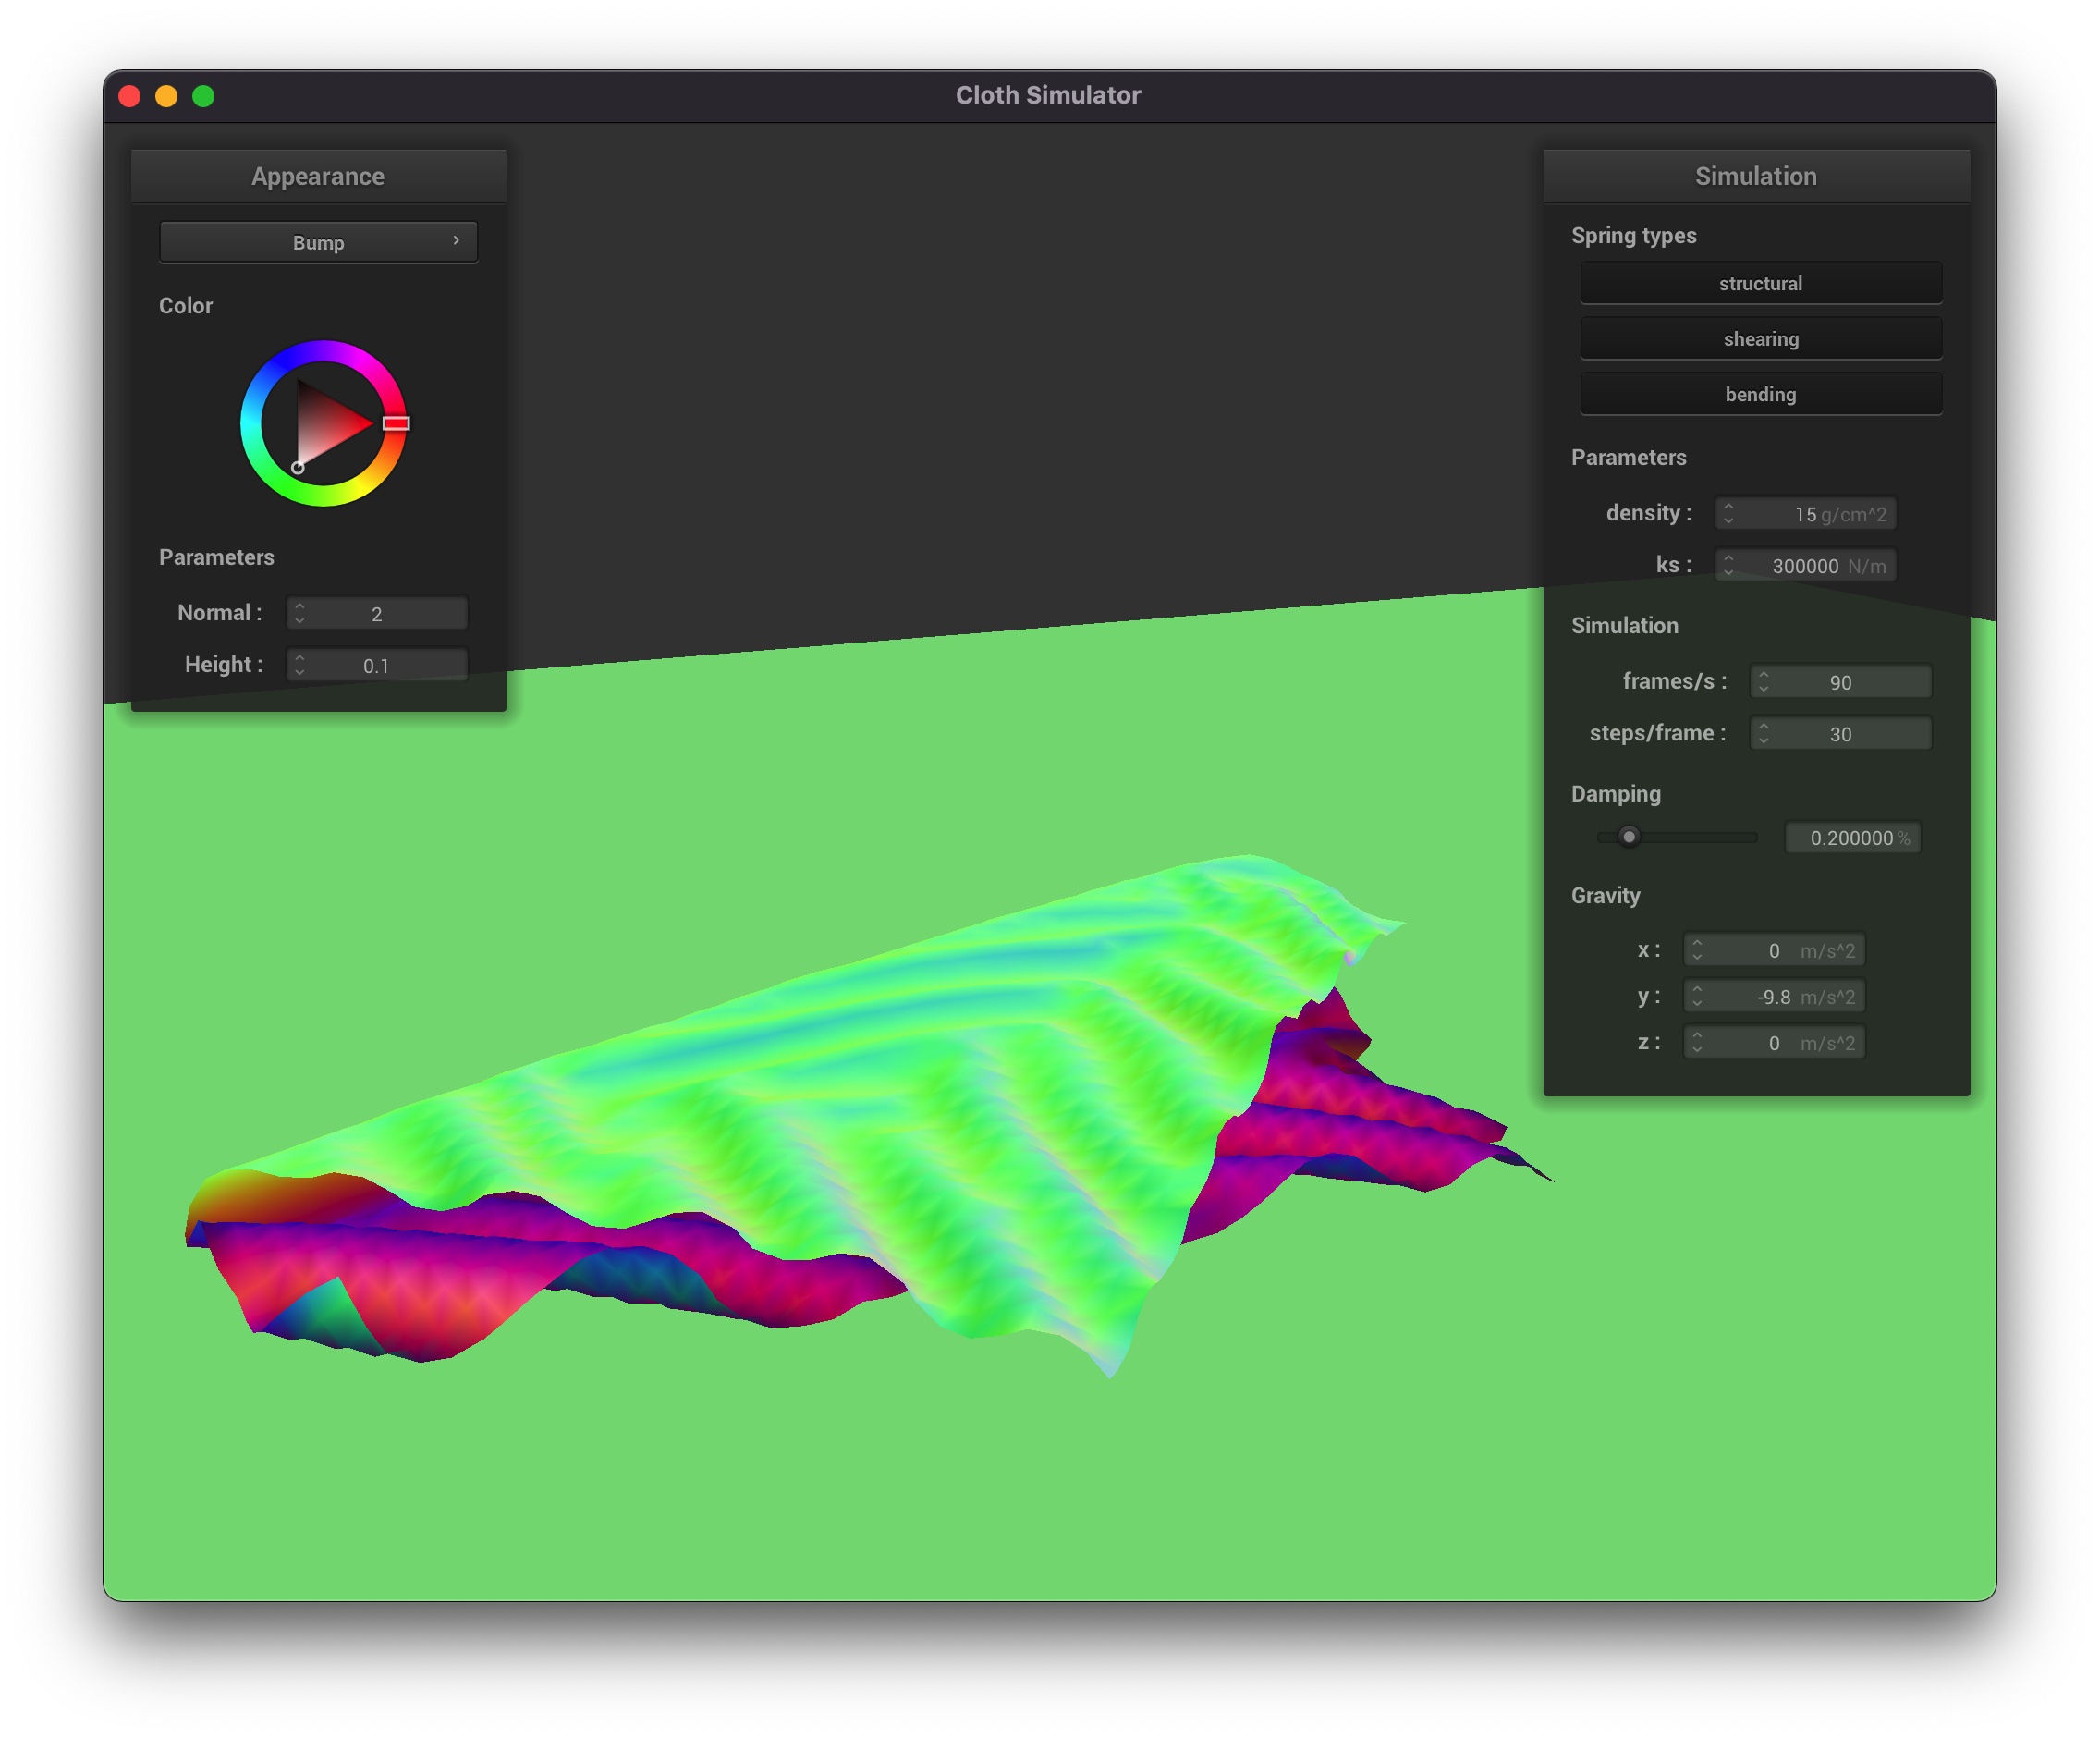 Cloth Simulator
Appearance
Bump
Color
Parameters
Normal : 2
Height : 0.1
Simulation
Spring types
structural
shearing
bending
Parameters
density : 15 g/cm^2
ks : 300000 N/m
Simulation
frames/s : 90
steps/frame : 30
Damping
0.200000 %
Gravity
x : 0 m/s^2
y : -9.8 m/s^2
z : 0 m/s^2